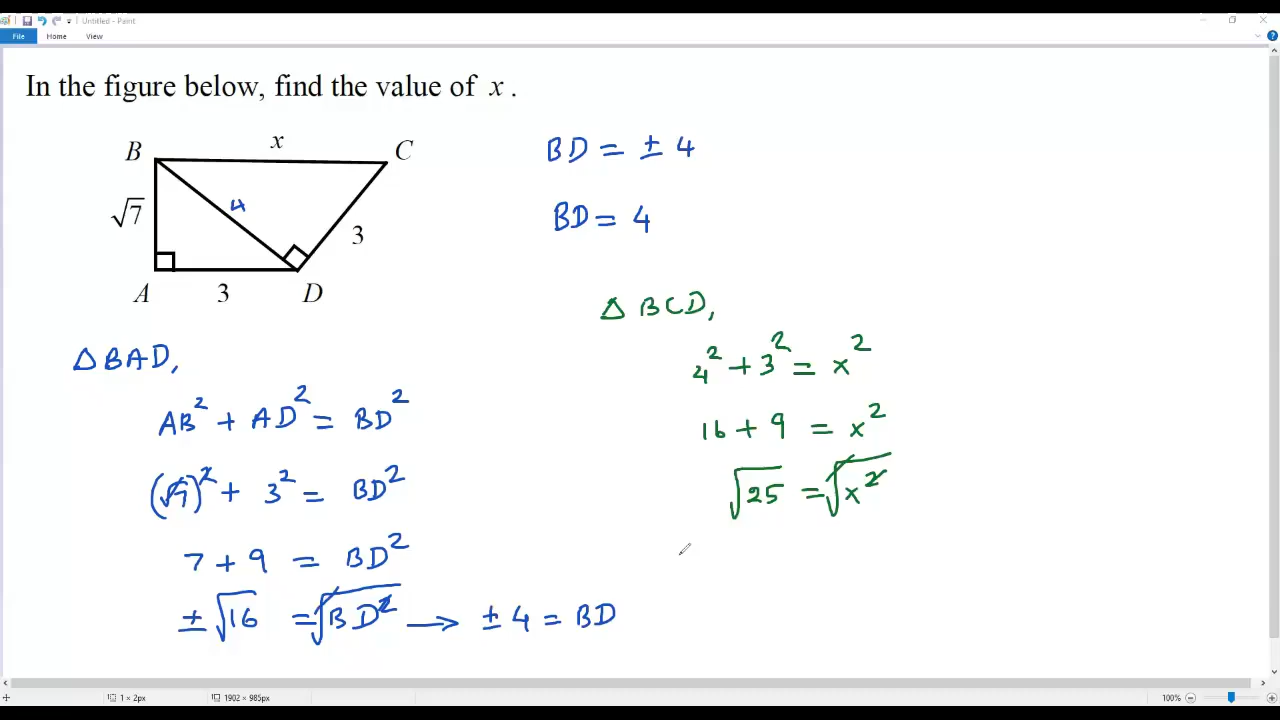 Untitled - Paint
File Home View
In the figure below, find the value of x .
B x C
√7 4 3
A 3 D
BD = ± 4
BD = 4
△ BAD,
AB² + AD² = BD²
(√7)² + 3² = BD²
7 + 9 = BD²
± √16 = √BD² → ± 4 = BD
△ BCD,
4² + 3² = x²
16 + 9 = x²
√25 = √x²
1 × 2px 1902 × 985px 100%